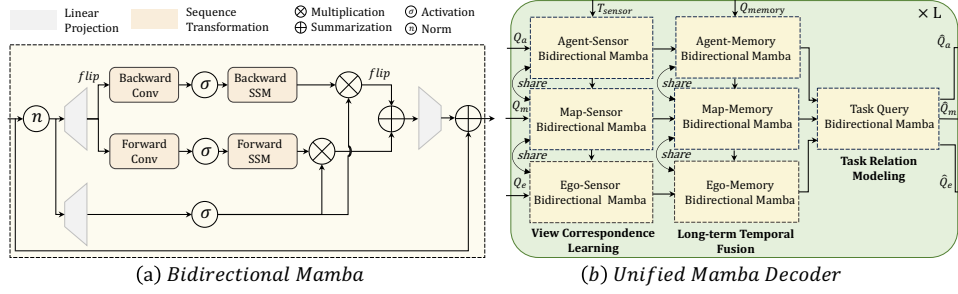 Linear
Projection
Sequence
Transformation
Multiplication
Summarization
σ Activation
n Norm
flip
Backward
Conv
σ
Backward
SSM
flip
n
Forward
Conv
σ
Forward
SSM
σ
(a) Bidirectional Mamba
T_sensor
Q_memory
× L
Q_a
Agent-Sensor
Bidirectional Mamba
Agent-Memory
Bidirectional Mamba
Q̂_a
share
share
Q_m
Map-Sensor
Bidirectional Mamba
Map-Memory
Bidirectional Mamba
Task Query
Bidirectional Mamba
Q̂_m
share
share
Task Relation
Modeling
Q_e
Ego-Sensor
Bidirectional Mamba
Ego-Memory
Bidirectional Mamba
Q̂_e
View Correspondence
Learning
Long-term Temporal
Fusion
(b) Unified Mamba Decoder